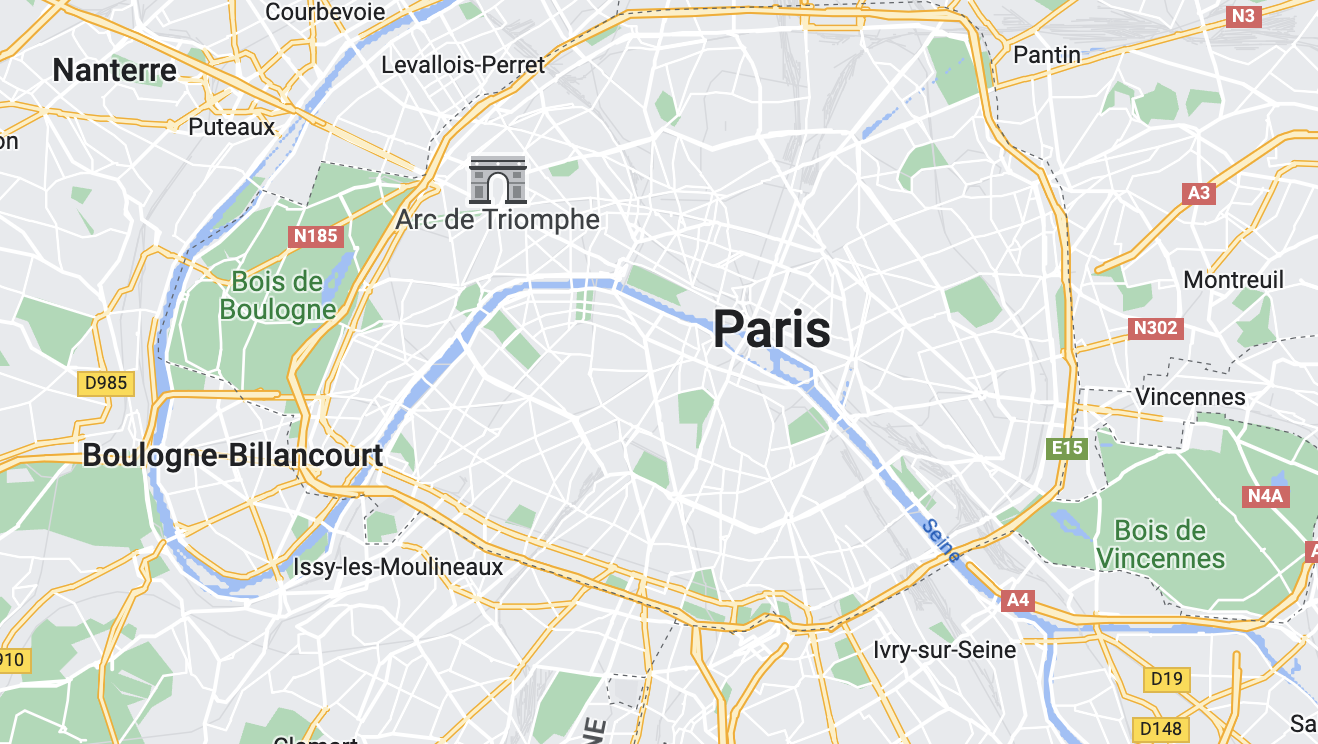 Courbevoie
N3
Pantin
Levallois-Perret
Nanterre
Puteaux
on
A3
Arc de Triomphe
N185
Bois de
Boulogne
Montreuil
Paris
N302
D985
Vincennes
E15
Boulogne-Billancourt
N4A
Seine
Bois de
Vincennes
Issy-les-Moulineaux
A4
Ivry-sur-Seine
910
D19
D148
Sa
NE